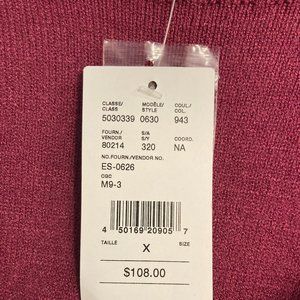 CLASSE/ MODÈLE/ COUL./
CLASS STYLE COL.
5030339 0630 943
FOURN./ S/A
VENDOR S/Y COORD.
80214 320 NA
NO.FOURN./VENDOR NO.
ES-0626
CBC
M9-3
4 50169 20905 7
TAILLE X SIZE
$108.00